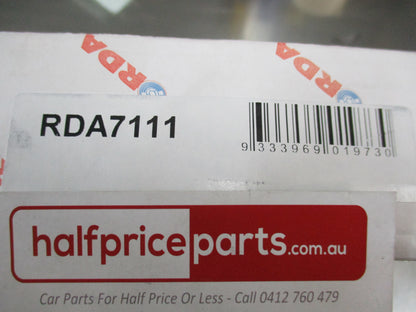 RDA
RDA
RDA
RDA7111
9 333969 019730
halfpriceparts.com.au
Car Parts For Half Price Or Less - Call 0412 760 479